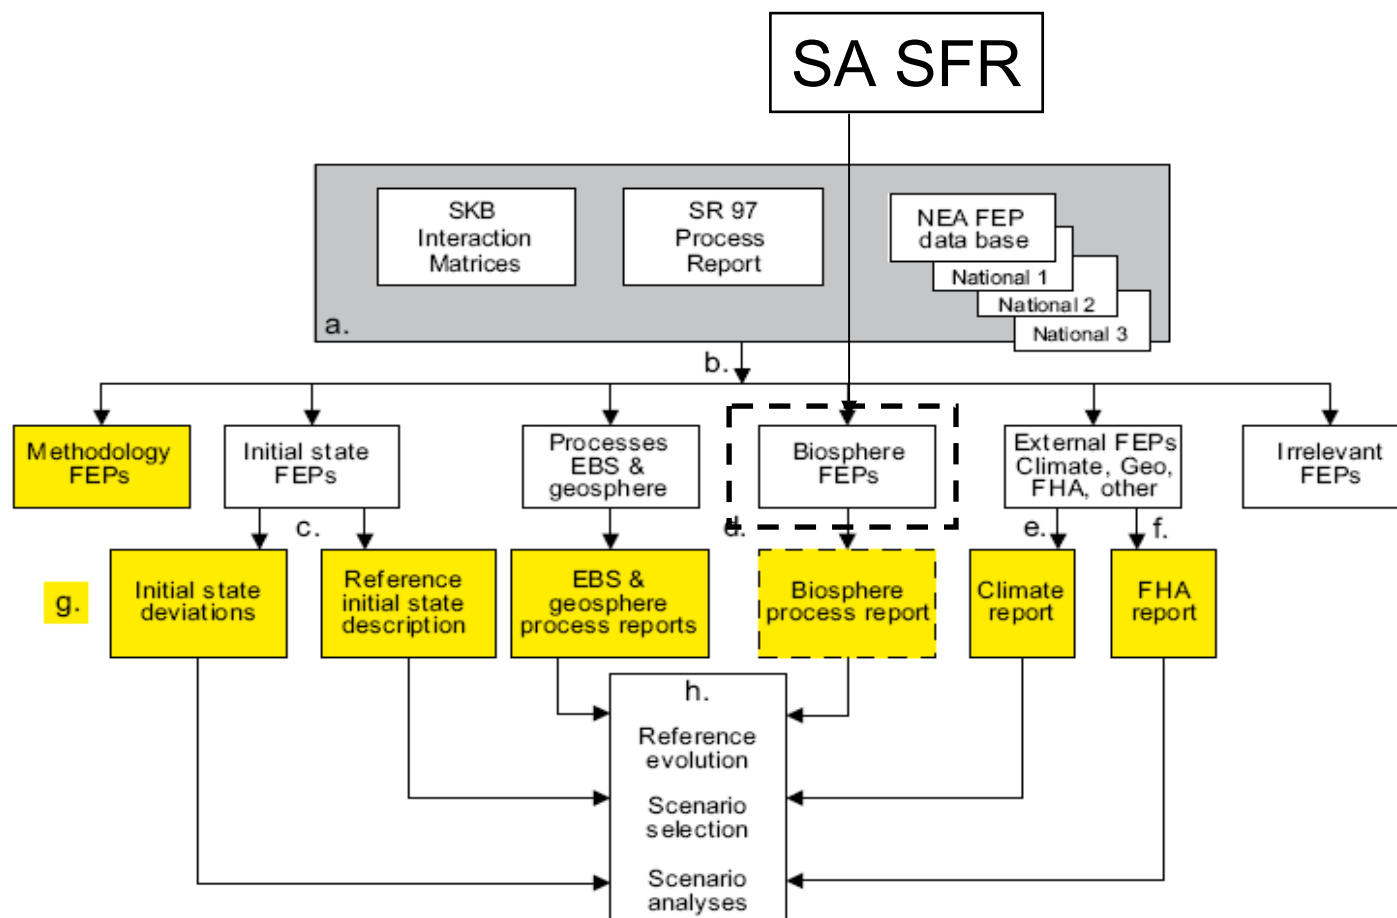 SA SFR
SKB
Interaction
Matrices
SR 97
Process
Report
NEA FEP
data base
National 1
National 2
National 3
a.
b.
Methodology
FEPs
Initial state
FEPs
Processes
EBS &
geosphere
Biosphere
FEPs
External FEPs
Climate, Geo,
FHA, other
Irrelevant
FEPs
c.
d.
e.
f.
g.
Initial state
deviations
Reference
initial state
description
EBS &
geosphere
process reports
Biosphere
process report
Climate
report
FHA
report
h.
Reference
evolution
Scenario
selection
Scenario
analyses